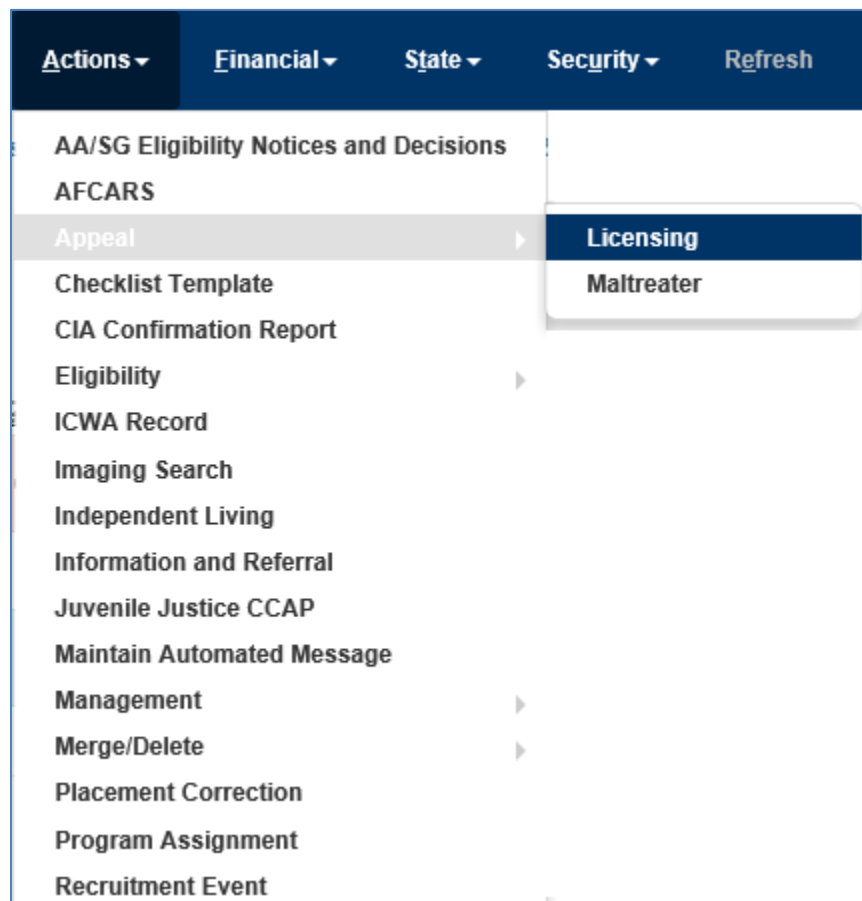 Actions Financial State Security Refresh
AA/SG Eligibility Notices and Decisions
AFCARS
Appeal
Licensing
Checklist Template
Maltreater
CIA Confirmation Report
Eligibility
ICWA Record
Imaging Search
Independent Living
Information and Referral
Juvenile Justice CCAP
Maintain Automated Message
Management
Merge/Delete
Placement Correction
Program Assignment
Recruitment Event